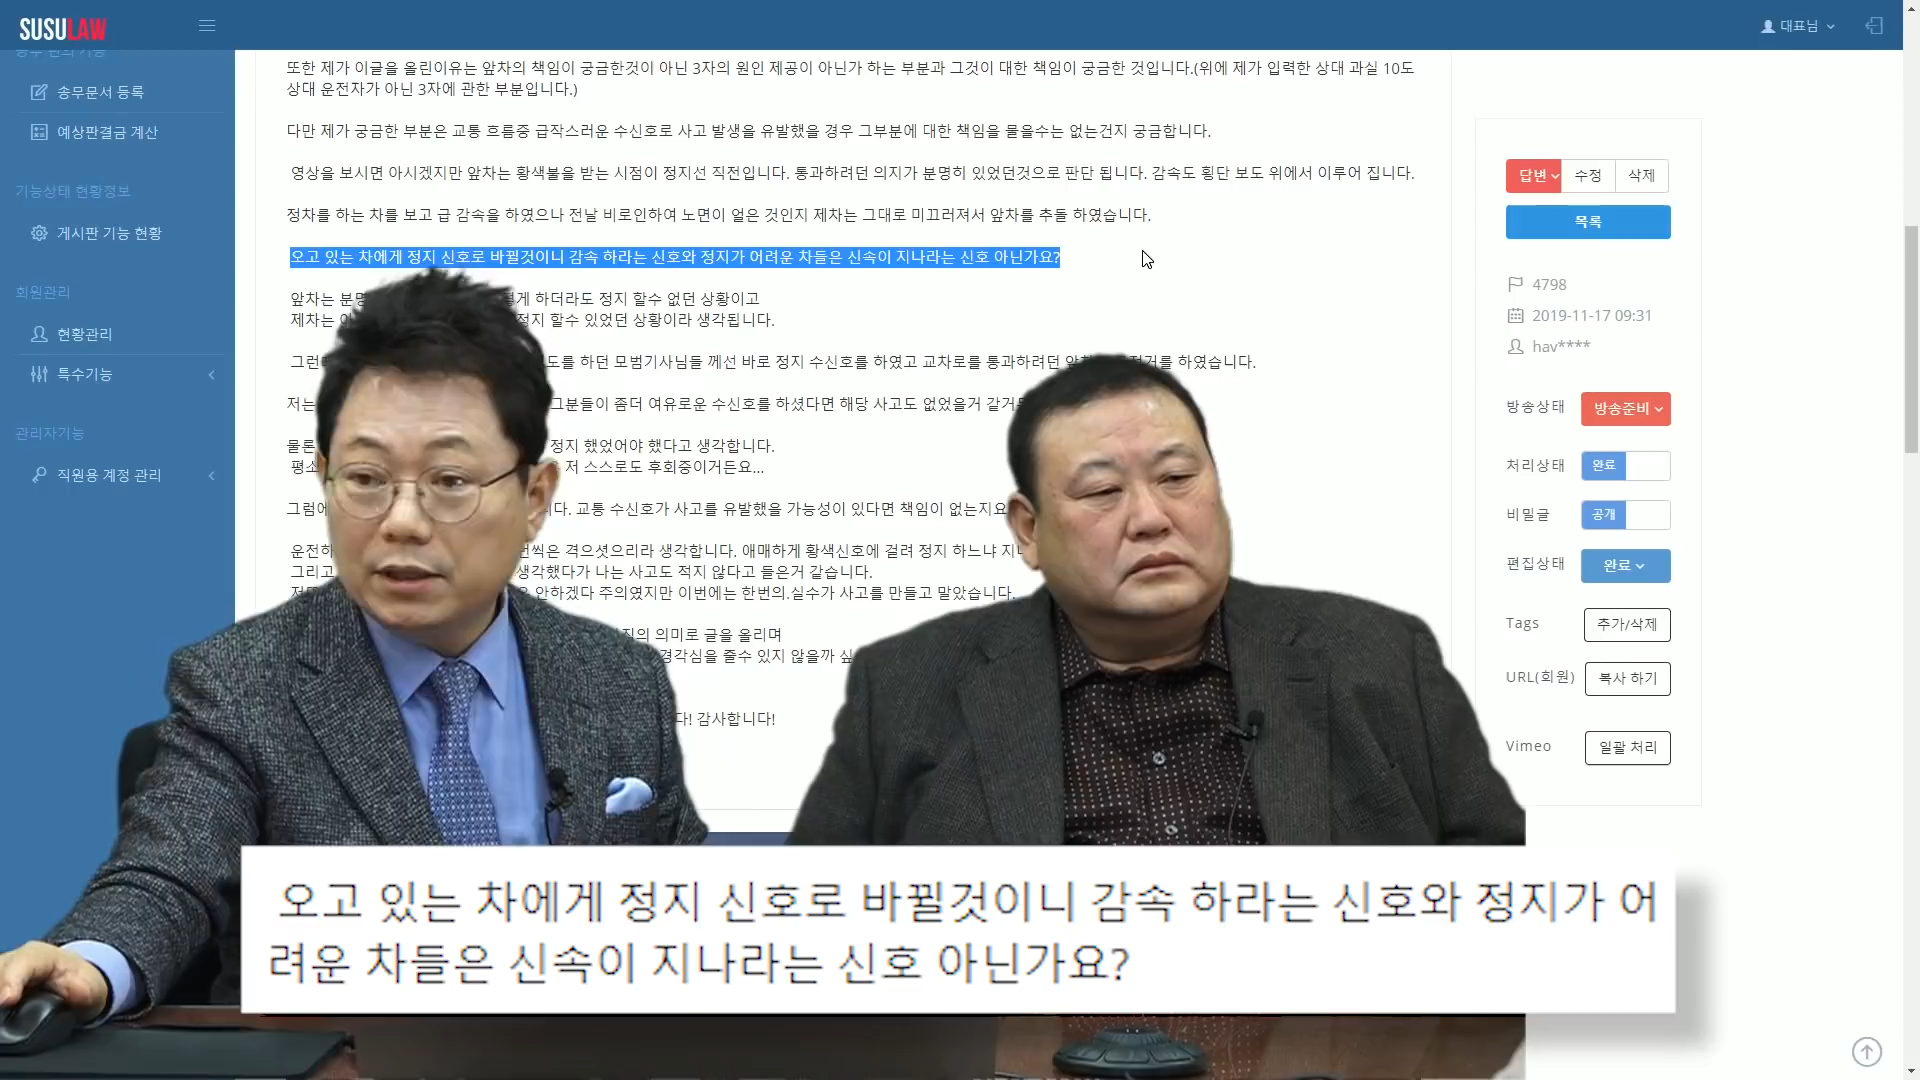 SUSULAW
대표님
송무문서 등록
예상판결금 계산
기능상태 현황정보
게시판 기능 현황
회원관리
현황관리
특수기능
관리자기능
직원용 계정 관리
또한 제가 이글을 올린이유는 앞차의 책임이 궁금한것이 아닌 3자의 원인 제공이 아닌가 하는 부분과 그것이 대한 책임이 궁금한 것입니다.(위에 제가 입력한 상대 과실 10도
상대 운전자가 아닌 3자에 관한 부분입니다.)
다만 제가 궁금한 부분은 교통 흐름중 급작스러운 수신호로 사고 발생을 유발했을 경우 그부분에 대한 책임을 물을수는 없는건지 궁금합니다.
영상을 보시면 아시겠지만 앞차는 황색불을 받는 시점이 정지선 직전입니다. 통과하려던 의지가 분명히 있었던것으로 판단 됩니다. 감속도 횡단 보도 위에서 이루어 집니다.
정차를 하는 차를 보고 급 감속을 하였으나 전날 비로인하여 노면이 얼은 것인지 제차는 그대로 미끄러져서 앞차를 추돌 하였습니다.
오고 있는 차에게 정지 신호로 바뀔것이니 감속 하라는 신호와 정지가 어려운 차들은 신속이 지나라는 신호 아닌가요?
앞차는 하더라도 정지 할수 없던 상황이고
제차는 정지 할수 있었던 상황이라 생각됩니다.
하던 모범기사님들 께선 바로 정지 수신호를 하였고 교차로를 통과하려던 하였습니다.
저는 그분들이 좀더 여유로운 수신호를 하셨다면 해당 사고도 없었을거
물론 정지 했었어야 했다고 생각합니다.
저 스스로도 후회중이거든요...
교통 수신호가 사고를 유발했을 가능성이 있다면 책임이 없는지요
격으셧으리라 생각합니다. 애매하게 황색신호에 걸려 정지 하느냐
그리고 생각했다가 나는 사고도 적지 않다고 들은거 같습니다.
안하겠다 주의였지만 이번에는 한번의.실수가 사고를 만들고 말았습니다.
의미로 글을 올리며
경각심을 줄수 있지 않을까
감사합니다!
답변
수정
삭제
목록
4798
2019-11-17 09:31
hav****
방송상태 방송준비
처리상태 완료
비밀글 공개
편집상태 완료
Tags 추가/삭제
URL(회원) 복사 하기
Vimeo 일괄 처리
오고 있는 차에게 정지 신호로 바뀔것이니 감속 하라는 신호와 정지가 어
려운 차들은 신속이 지나라는 신호 아닌가요?